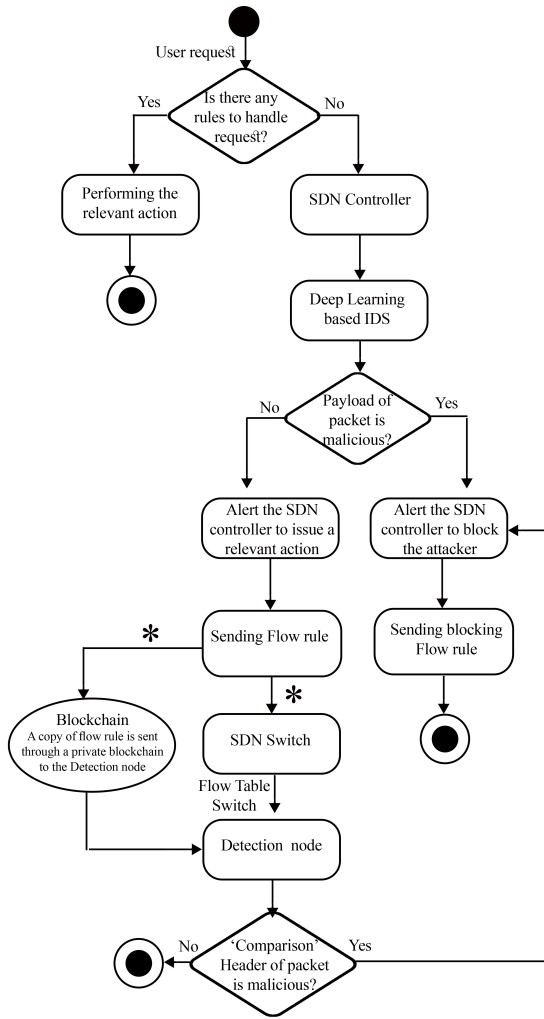 User request
Is there any
rules to handle
request?
Yes
No
Performing the
relevant action
SDN Controller
Deep Learning
based IDS
Payload of
packet is
malicious?
No
Yes
Alert the SDN
controller to issue a
relevant action
Alert the SDN
controller to block
the attacker
Sending Flow rule
Sending blocking
Flow rule
*
*
Blockchain
A copy of flow rule is sent
through a private blockchain
to the Detection node
SDN Switch
Flow Table
Switch
Detection node
‘Comparison’
Header of packet
is malicious?
No
Yes